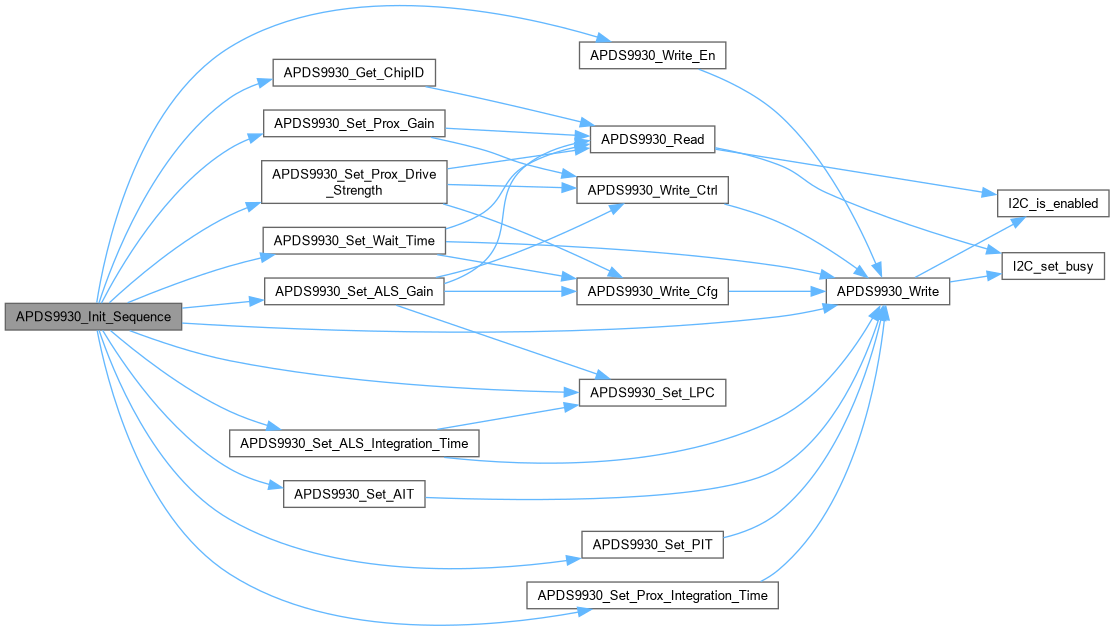 APDS9930_Write_En
APDS9930_Get_ChipID
APDS9930_Set_Prox_Gain
APDS9930_Read
APDS9930_Set_Prox_Drive
_Strength
APDS9930_Write_Ctrl
I2C_is_enabled
APDS9930_Set_Wait_Time
I2C_set_busy
APDS9930_Set_ALS_Gain
APDS9930_Write_Cfg
APDS9930_Write
APDS9930_Init_Sequence
APDS9930_Set_LPC
APDS9930_Set_ALS_Integration_Time
APDS9930_Set_AIT
APDS9930_Set_PIT
APDS9930_Set_Prox_Integration_Time